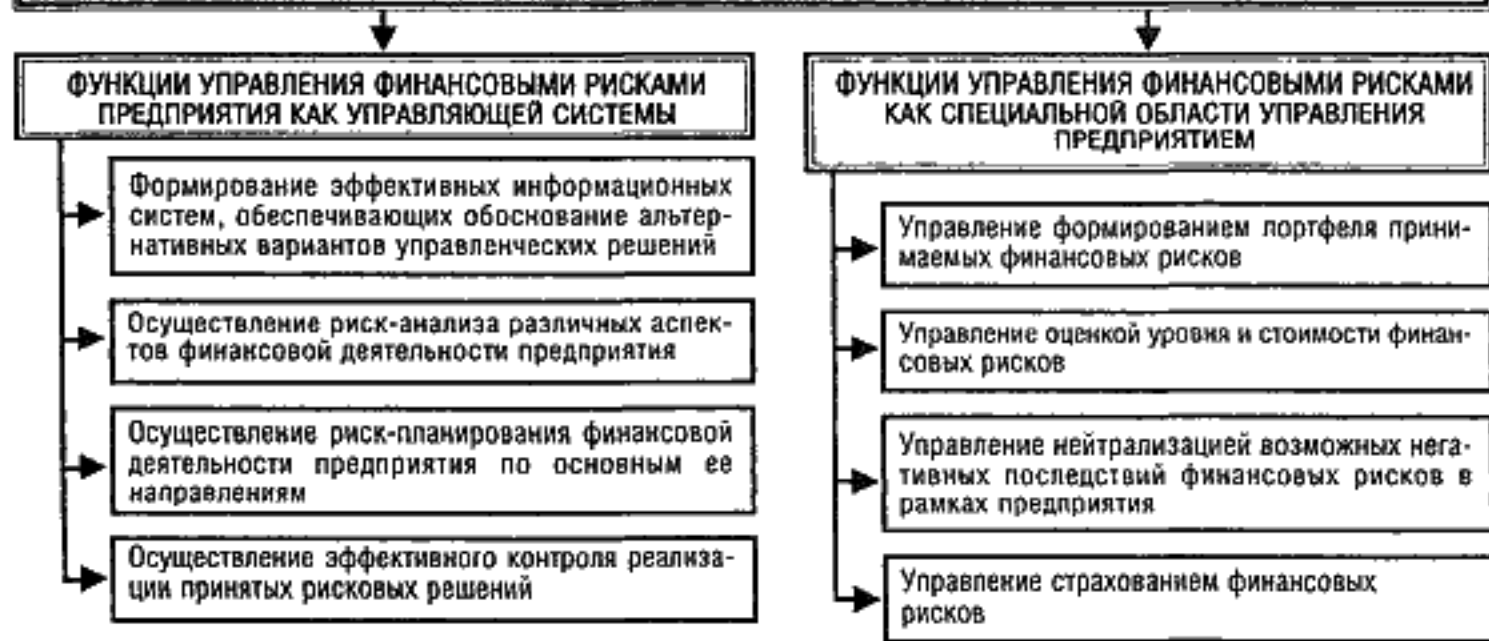 ФУНКЦИИ УПРАВЛЕНИЯ ФИНАНСОВЫМИ РИСКАМИ
ПРЕДПРИЯТИЯ КАК УПРАВЛЯЮЩЕЙ СИСТЕМЫ
Формирование эффективных информационных
систем, обеспечивающих обоснование альтер-
нативных вариантов управленческих решений
Осуществление риск-анализа различных аспек-
тов финансовой деятельности предприятия
Осуществление риск-планирования финансовой
деятельности предприятия по основным ее
направлениям
Осуществление эффективного контроля реализа-
ции принятых рисковых решений
ФУНКЦИИ УПРАВЛЕНИЯ ФИНАНСОВЫМИ РИСКАМИ
КАК СПЕЦИАЛЬНОЙ ОБЛАСТИ УПРАВЛЕНИЯ
ПРЕДПРИЯТИЕМ
Управление формированием портфеля прини-
маемых финансовых рисков
Управление оценкой уровня и стоимости финан-
совых рисков
Управление нейтрализацией возможных нега-
тивных последствий финансовых рисков в
рамках предприятия
Управление страхованием финансовых
рисков